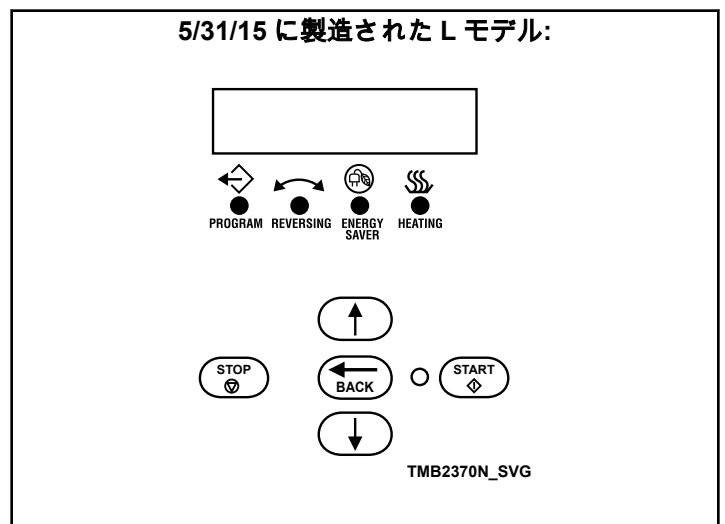 5/31/15 に製造された L モデル:
PROGRAM REVERSING ENERGY SAVER HEATING
STOP
BACK
START
TMB2370N_SVG